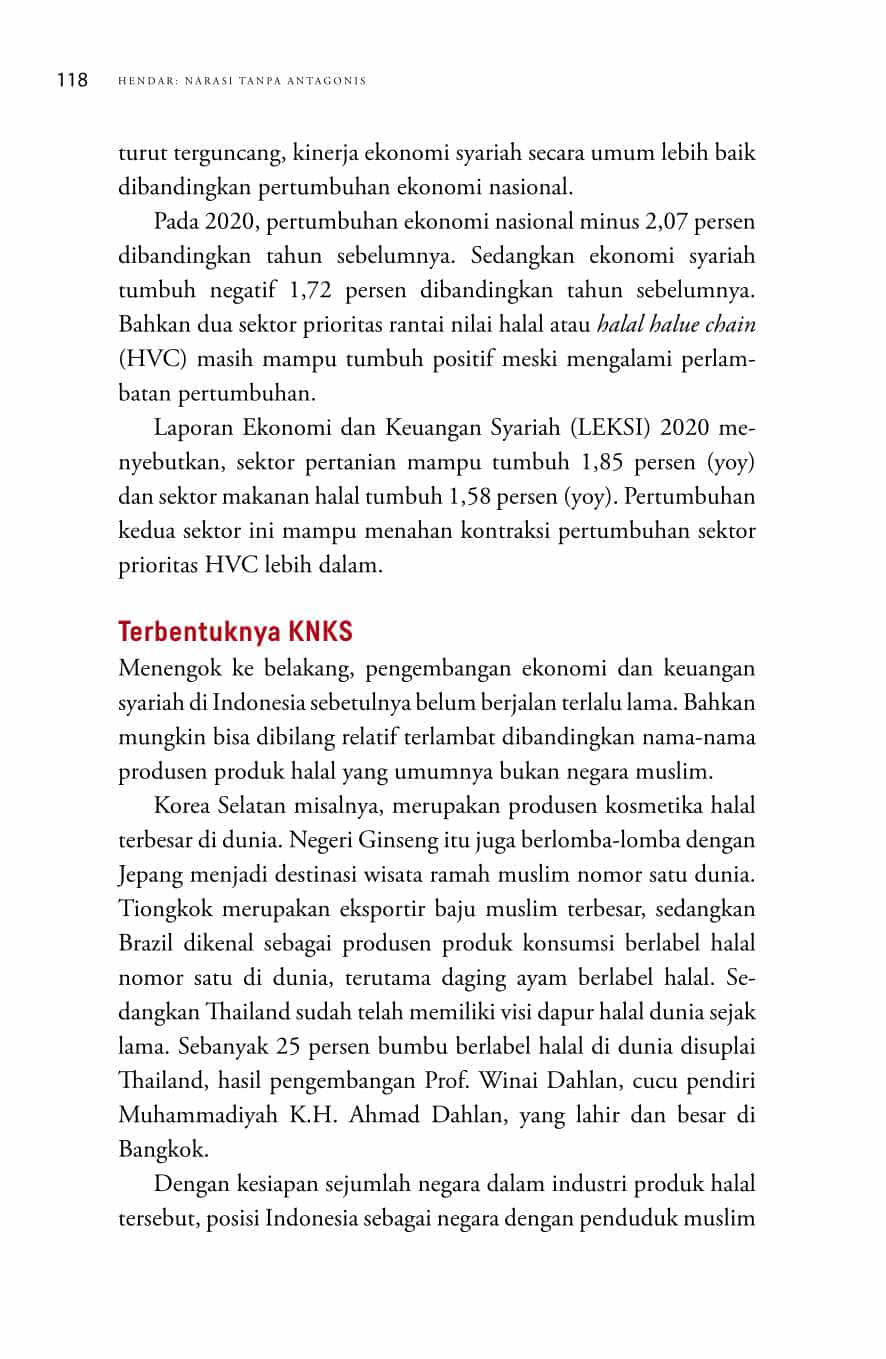 118 HENDAR: NARASI TANPA ANTAGONIS
turut terguncang, kinerja ekonomi syariah secara umum lebih baik
dibandingkan pertumbuhan ekonomi nasional.
Pada 2020, pertumbuhan ekonomi nasional minus 2,07 persen
dibandingkan tahun sebelumnya. Sedangkan ekonomi syariah
tumbuh negatif 1,72 persen dibandingkan tahun sebelumnya.
Bahkan dua sektor prioritas rantai nilai halal atau halal halue chain
(HVC) masih mampu tumbuh positif meski mengalami perlam-
batan pertumbuhan.
Laporan Ekonomi dan Keuangan Syariah (LEKSI) 2020 me-
nyebutkan, sektor pertanian mampu tumbuh 1,85 persen (yoy)
dan sektor makanan halal tumbuh 1,58 persen (yoy). Pertumbuhan
kedua sektor ini mampu menahan kontraksi pertumbuhan sektor
prioritas HVC lebih dalam.
Terbentuknya KNKS
Menengok ke belakang, pengembangan ekonomi dan keuangan
syariah di Indonesia sebetulnya belum berjalan terlalu lama. Bahkan
mungkin bisa dibilang relatif terlambat dibandingkan nama-nama
produsen produk halal yang umumnya bukan negara muslim.
Korea Selatan misalnya, merupakan produsen kosmetika halal
terbesar di dunia. Negeri Ginseng itu juga berlomba-lomba dengan
Jepang menjadi destinasi wisata ramah muslim nomor satu dunia.
Tiongkok merupakan eksportir baju muslim terbesar, sedangkan
Brazil dikenal sebagai produsen produk konsumsi berlabel halal
nomor satu di dunia, terutama daging ayam berlabel halal. Se-
dangkan Thailand sudah telah memiliki visi dapur halal dunia sejak
lama. Sebanyak 25 persen bumbu berlabel halal di dunia disuplai
Thailand, hasil pengembangan Prof. Winai Dahlan, cucu pendiri
Muhammadiyah K.H. Ahmad Dahlan, yang lahir dan besar di
Bangkok.
Dengan kesiapan sejumlah negara dalam industri produk halal
tersebut, posisi Indonesia sebagai negara dengan penduduk muslim